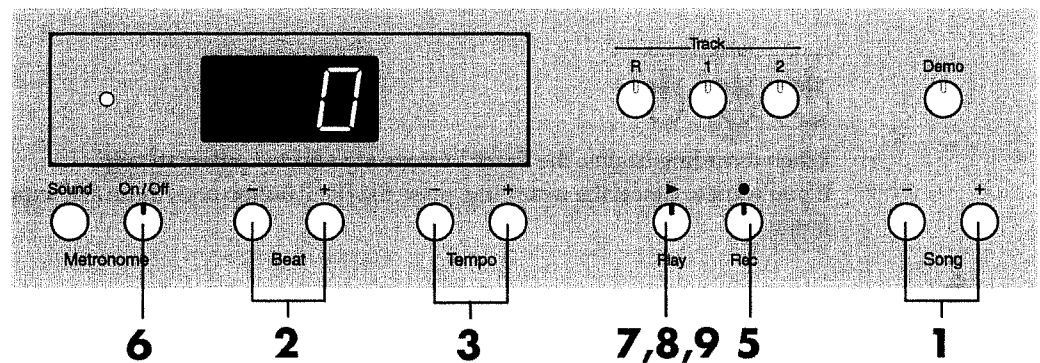 Track
R 1 2 Demo
0
Sound On/Off - + - + ► ● - +
Metronome Beat Tempo Play Rec Song
6 2 3 7,8,9 5 1